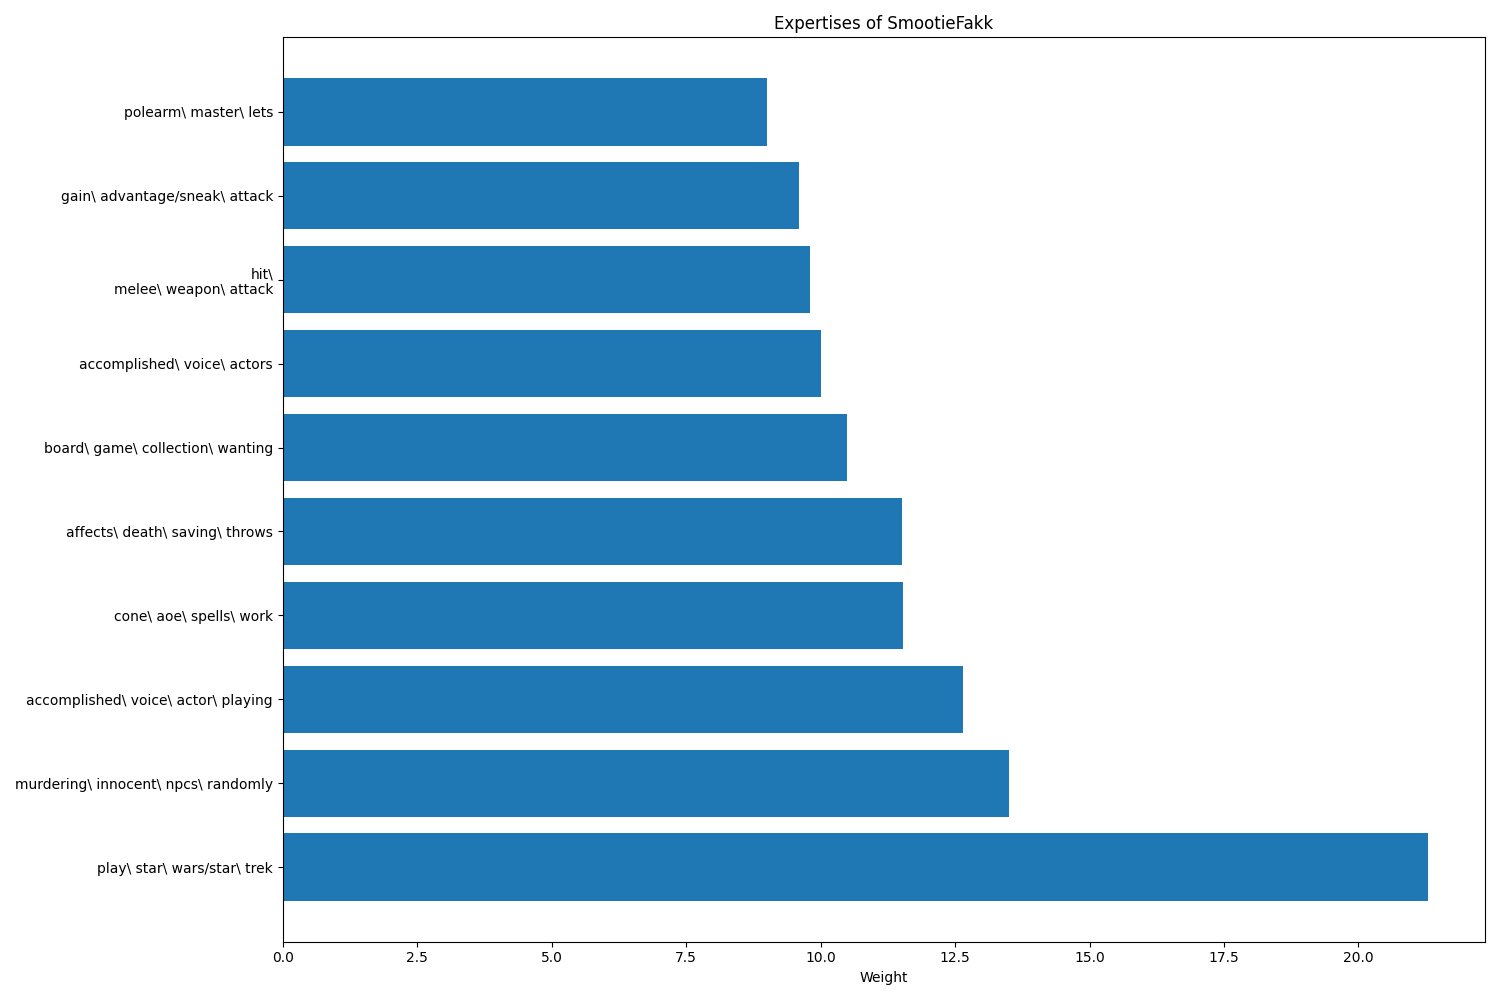 Expertises of SmootieFakk
polearm\ master\ lets
gain\ advantage/sneak\ attack
hit\
melee\ weapon\ attack
accomplished\ voice\ actors
board\ game\ collection\ wanting
affects\ death\ saving\ throws
cone\ aoe\ spells\ work
accomplished\ voice\ actor\ playing
murdering\ innocent\ npcs\ randomly
play\ star\ wars/star\ trek
0.0 2.5 5.0 7.5 10.0 12.5 15.0 17.5 20.0
Weight